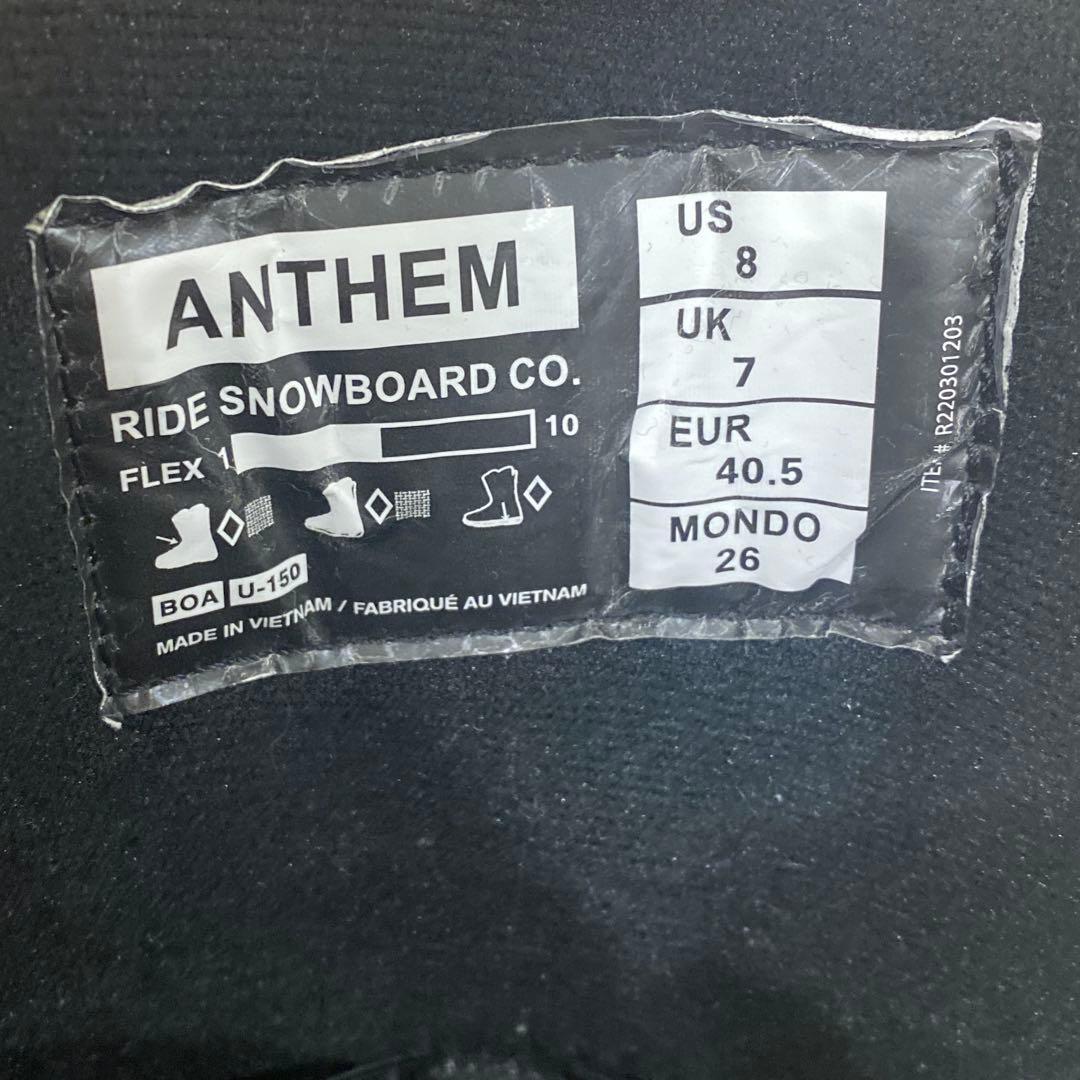 ANTHEM
RIDE SNOWBOARD CO.
FLEX 1 10
BOA U-150
MADE IN VIETNAM / FABRIQUÉ AU VIETNAM
US
8
UK
7
EUR
40.5
MONDO
26
ITEM# R220301203